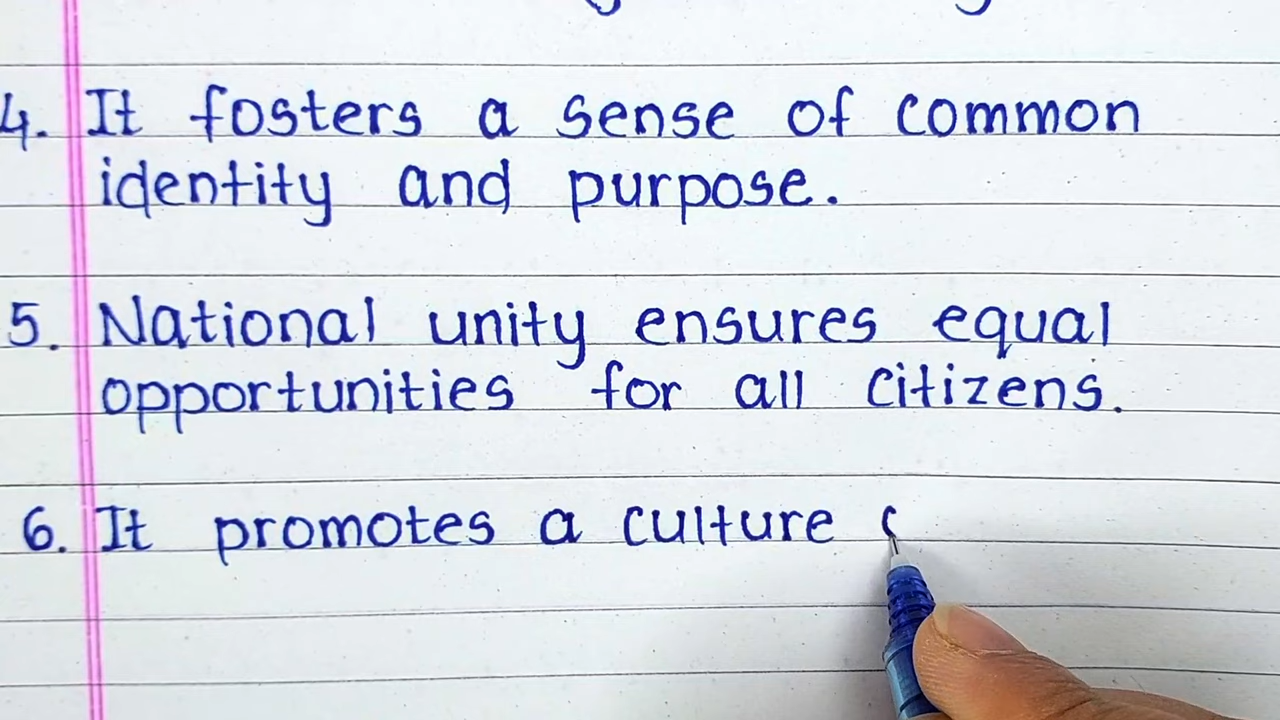 4. It fosters a sense of common
identity and purpose.
5. National unity ensures equal
opportunities for all citizens.
6. It promotes a culture